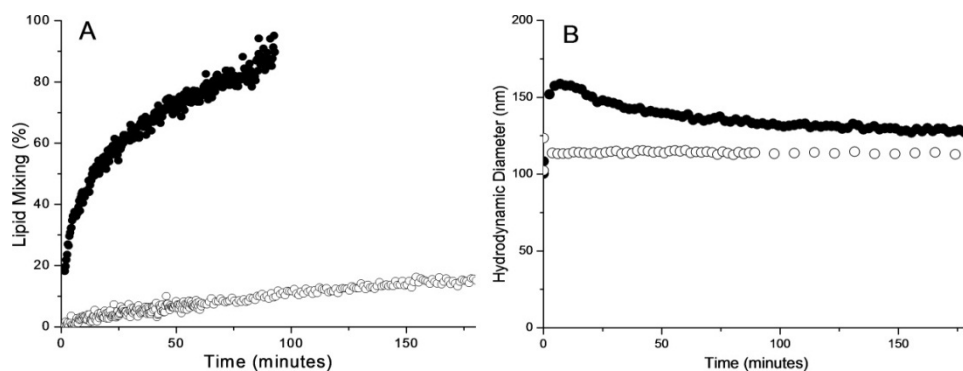 A
Lipid Mixing (%)
100
80
60
40
20
0
0 50 100 150
Time (minutes)
B
Hydrodynamic Diameter (nm)
200
150
100
50
0
0 50 100 150
Time (minutes)